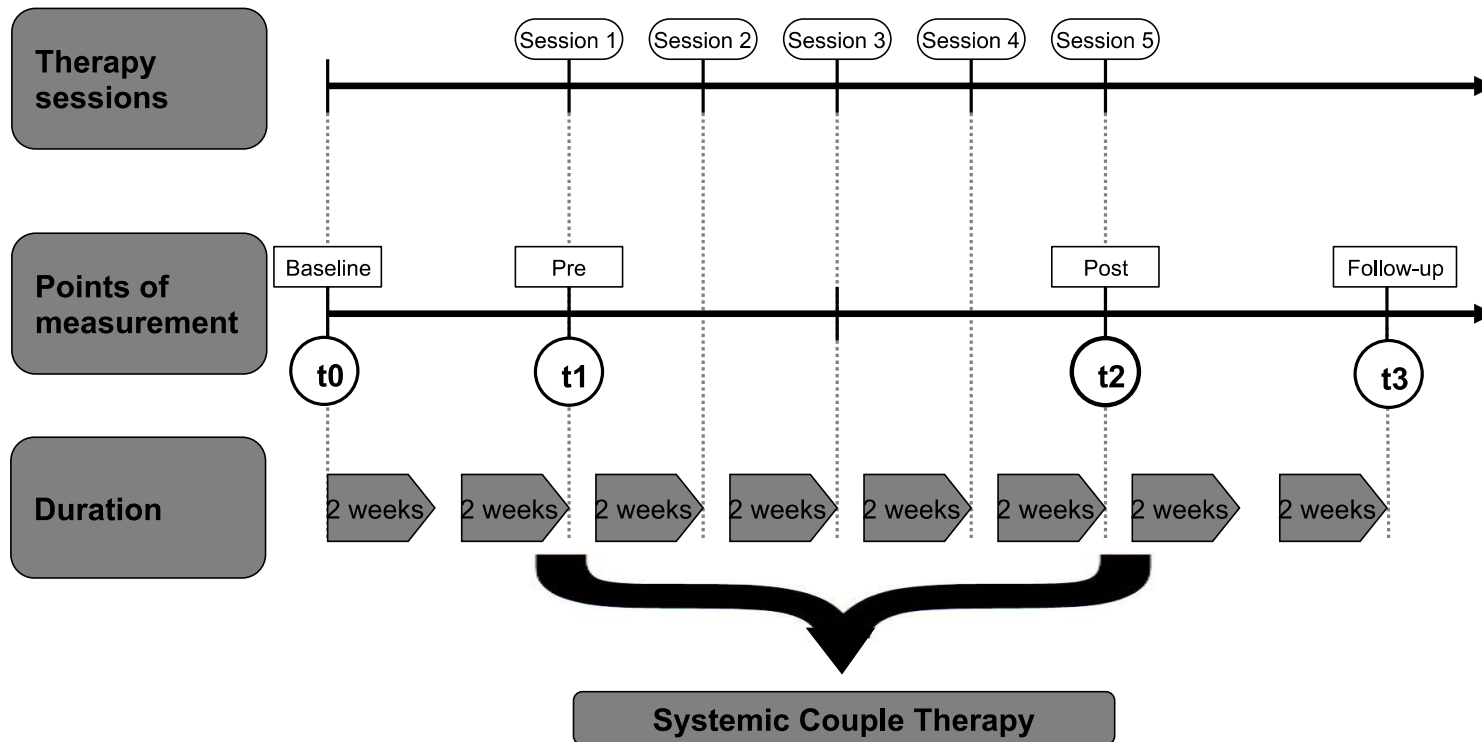 Therapy
sessions
Session 1
Session 2
Session 3
Session 4
Session 5
Points of
measurement
Baseline
Pre
Post
Follow-up
t0
t1
t2
t3
Duration
2 weeks
2 weeks
2 weeks
2 weeks
2 weeks
2 weeks
2 weeks
2 weeks
Systemic Couple Therapy